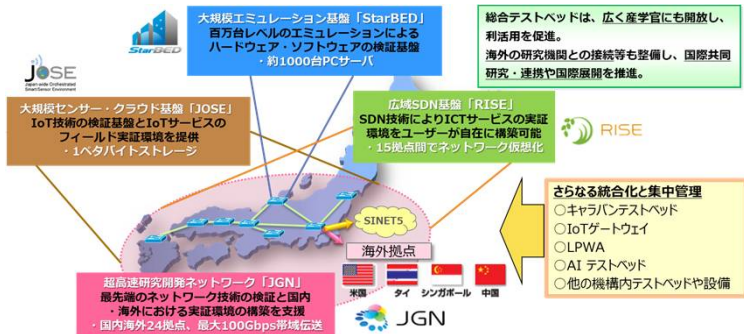 大規模エミュレーション基盤「StarBED」
百万台レベルのエミュレーションによる
ハードウェア・ソフトウェアの検証基盤
・約1000台PCサーバ
StarBED
総合テストベッドは、広く産学官にも開放し、
利活用を促進。
海外の研究機関との接続等も整備し、国際共同
研究・連携や国際展開を推進。
JOSE
Japan-wide Orchestrated
Smart/Sensor Environment
大規模センサー・クラウド基盤「JOSE」
IoT技術の検証基盤とIoTサービスの
フィールド実証環境を提供
・1ペタバイトストレージ
広域SDN基盤「RISE」
SDN技術によりICTサービスの実証
環境をユーザーが自在に構築可能
・15拠点間でネットワーク仮想化
RISE
SINET5
海外拠点
米国
タイ
シンガポール
中国
さらなる統合化と集中管理
○キャラバンテストベッド
○IoTゲートウェイ
○LPWA
○AI テストベッド
○他の機構内テストベッドや設備
超高速研究開発ネットワーク「JGN」
最先端のネットワーク技術の検証と国内
・海外における実証環境の構築を支援
・国内海外24拠点、最大100Gbps帯域伝送
JGN